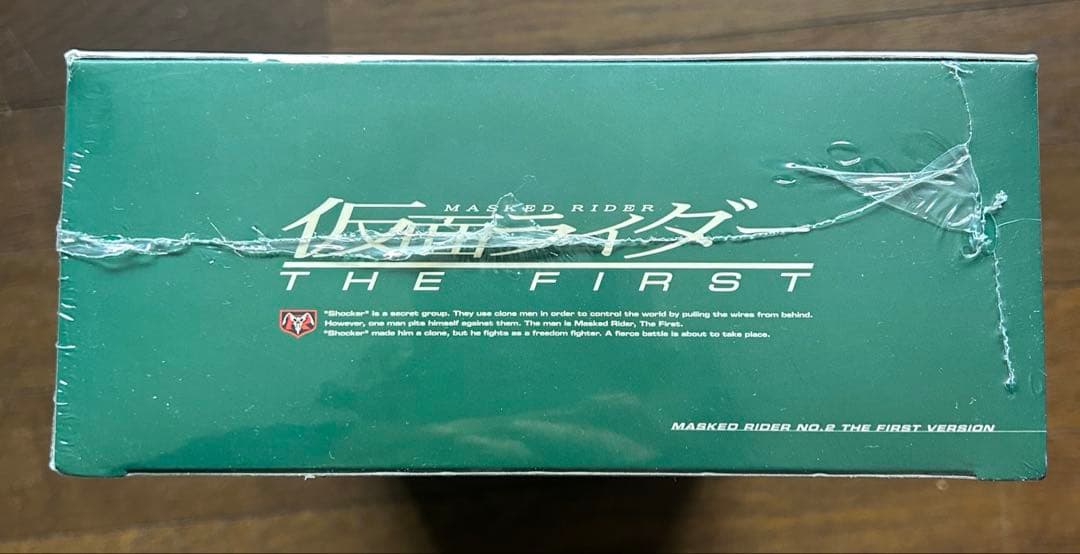 MASKED RIDER
仮面ライダー
THE FIRST
"Shocker" is a secret group. They use clone men in order to control the world by pulling the wires from behind.
However, one man pits himself against them. The man is Masked Rider, The First.
"Shocker" made him a clone, but he fights as a freedom fighter. A fierce battle is about to take place.
MASKED RIDER NO.2 THE FIRST VERSION